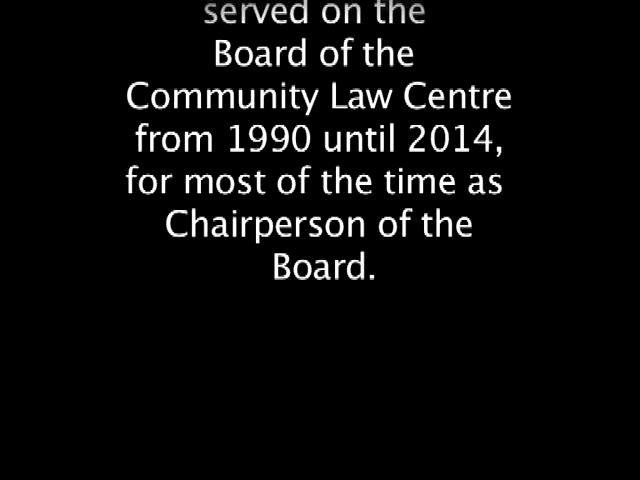 served on the
Board of the
Community Law Centre
from 1990 until 2014,
for most of the time as
Chairperson of the
Board.